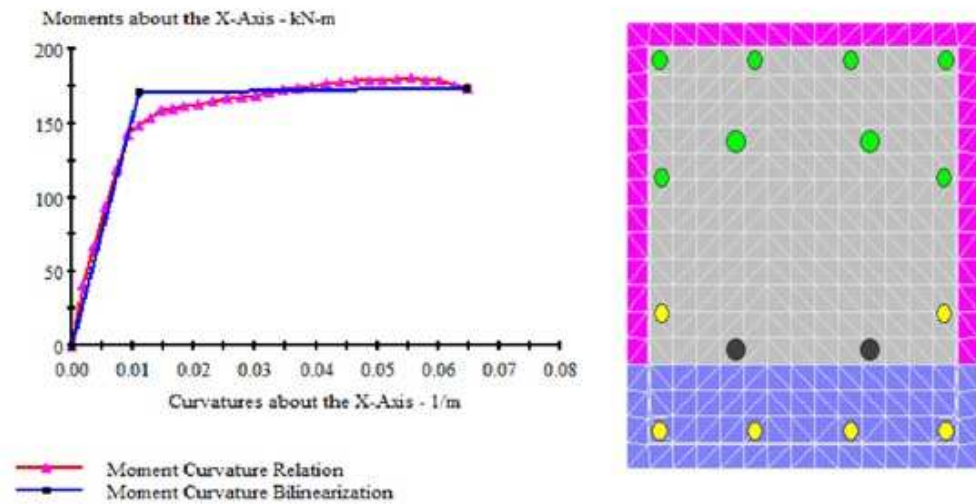 Moments about the X-Axis - kN-m
200
150
100
50
0
0.00 0.01 0.02 0.03 0.04 0.05 0.06 0.07 0.08
Curvatures about the X-Axis - 1/m
Moment Curvature Relation
Moment Curvature Bilinearization